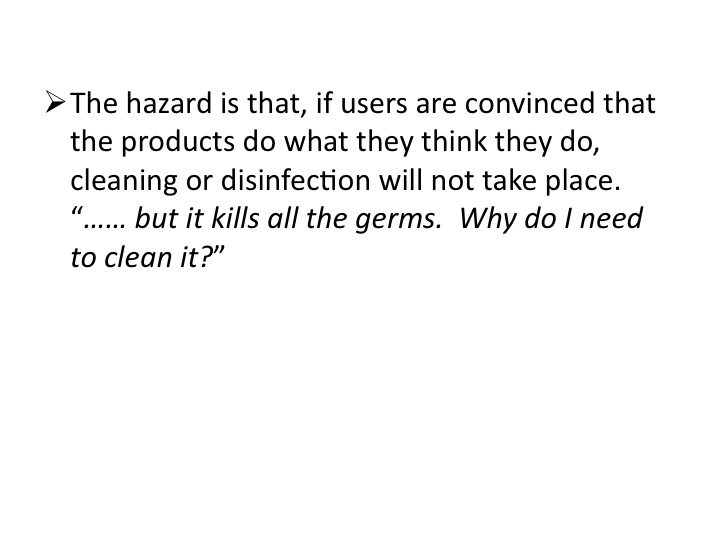 ➢The hazard is that, if users are convinced that
the products do what they think they do,
cleaning or disinfection will not take place.
“…… but it kills all the germs.  Why do I need
to clean it?”